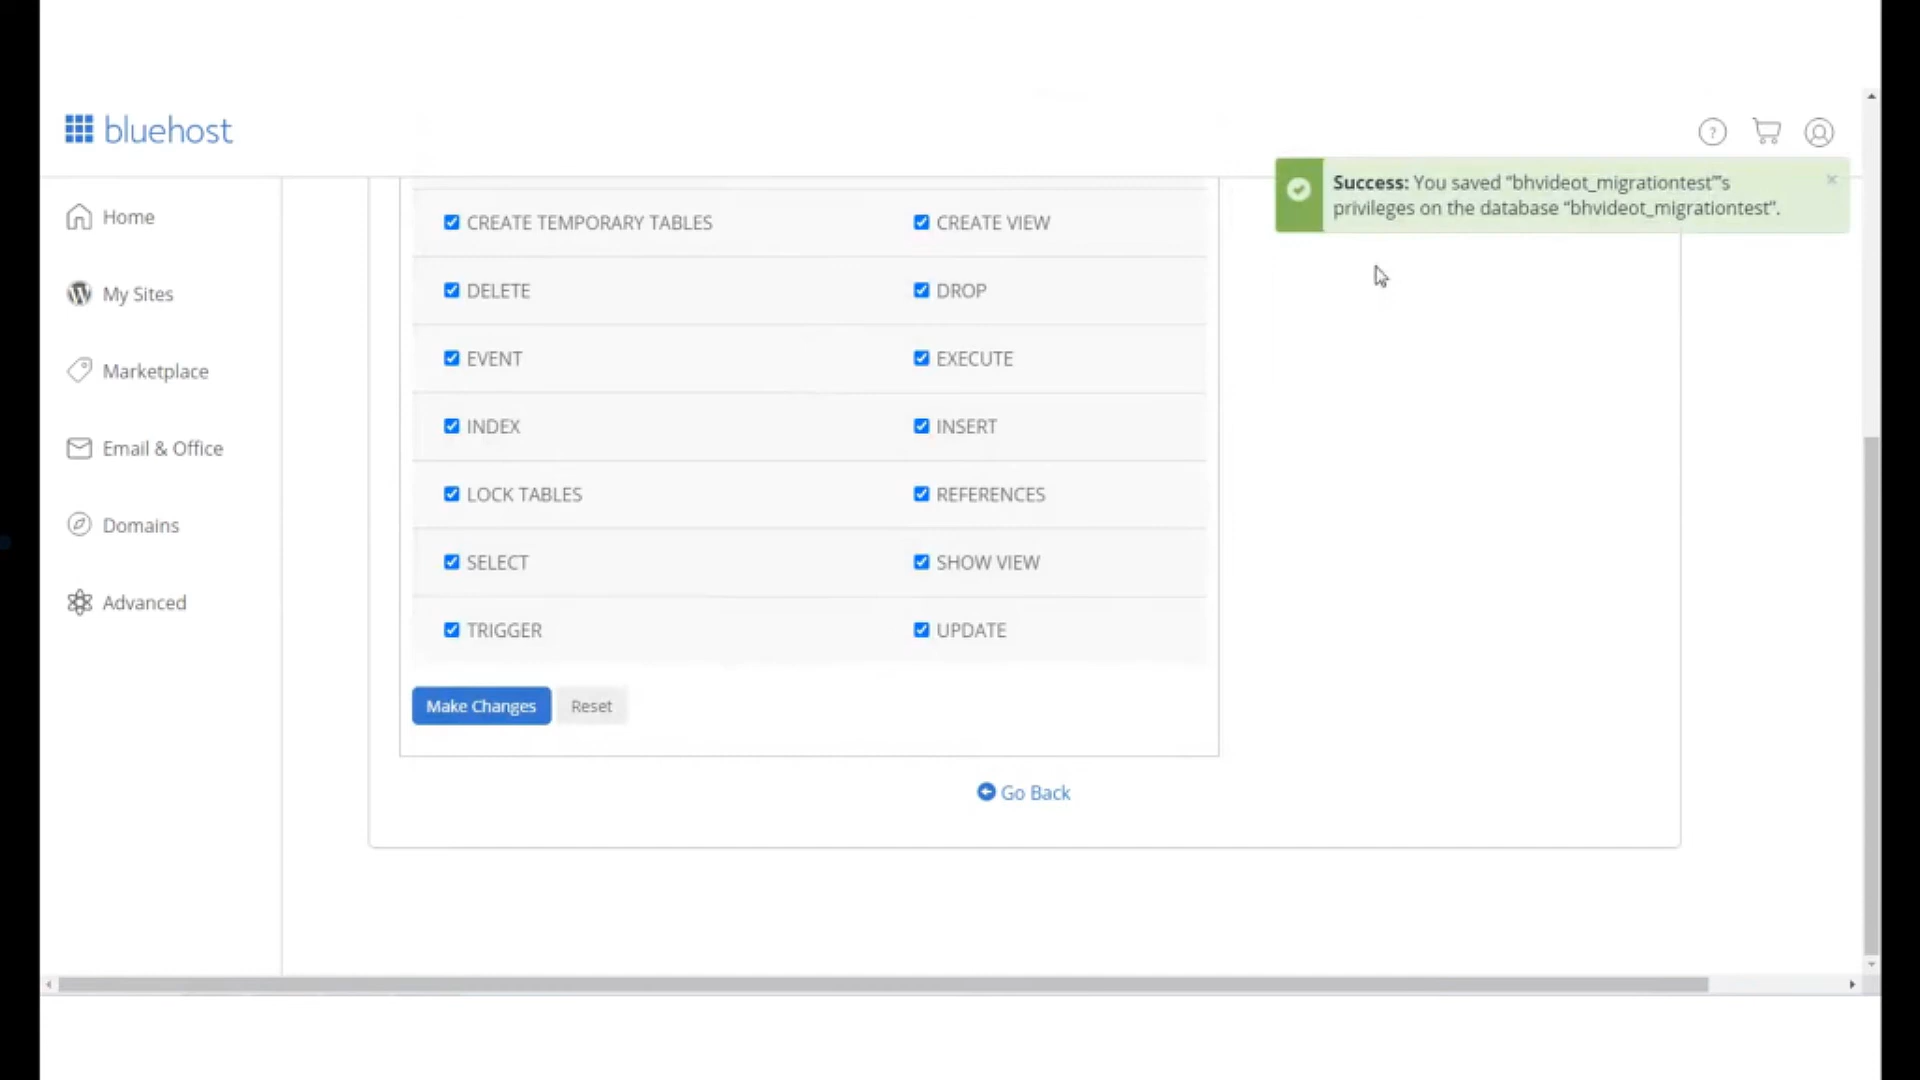 bluehost
?
Success: You saved “bhvideot_migrationtest”'s
privileges on the database “bhvideot_migrationtest”.
×
Home
My Sites
Marketplace
Email & Office
Domains
Advanced
CREATE TEMPORARY TABLES
CREATE VIEW
DELETE
DROP
EVENT
EXECUTE
INDEX
INSERT
LOCK TABLES
REFERENCES
SELECT
SHOW VIEW
TRIGGER
UPDATE
Make Changes
Reset
Go Back